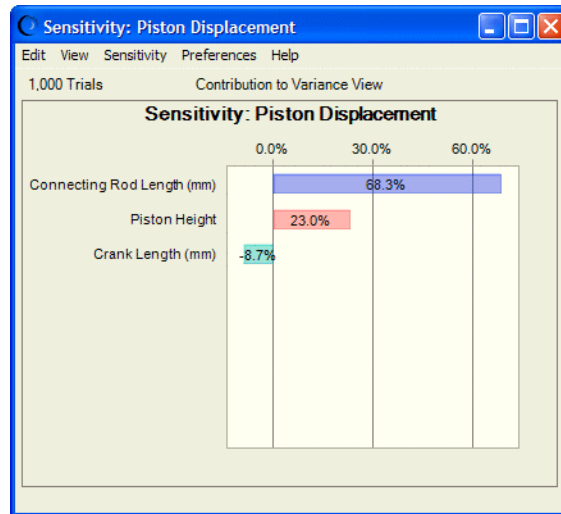 Sensitivity: Piston Displacement
Edit View Sensitivity Preferences Help
1,000 Trials Contribution to Variance View
Sensitivity: Piston Displacement
0.0% 30.0% 60.0%
Connecting Rod Length (mm) 68.3%
Piston Height 23.0%
Crank Length (mm) -8.7%